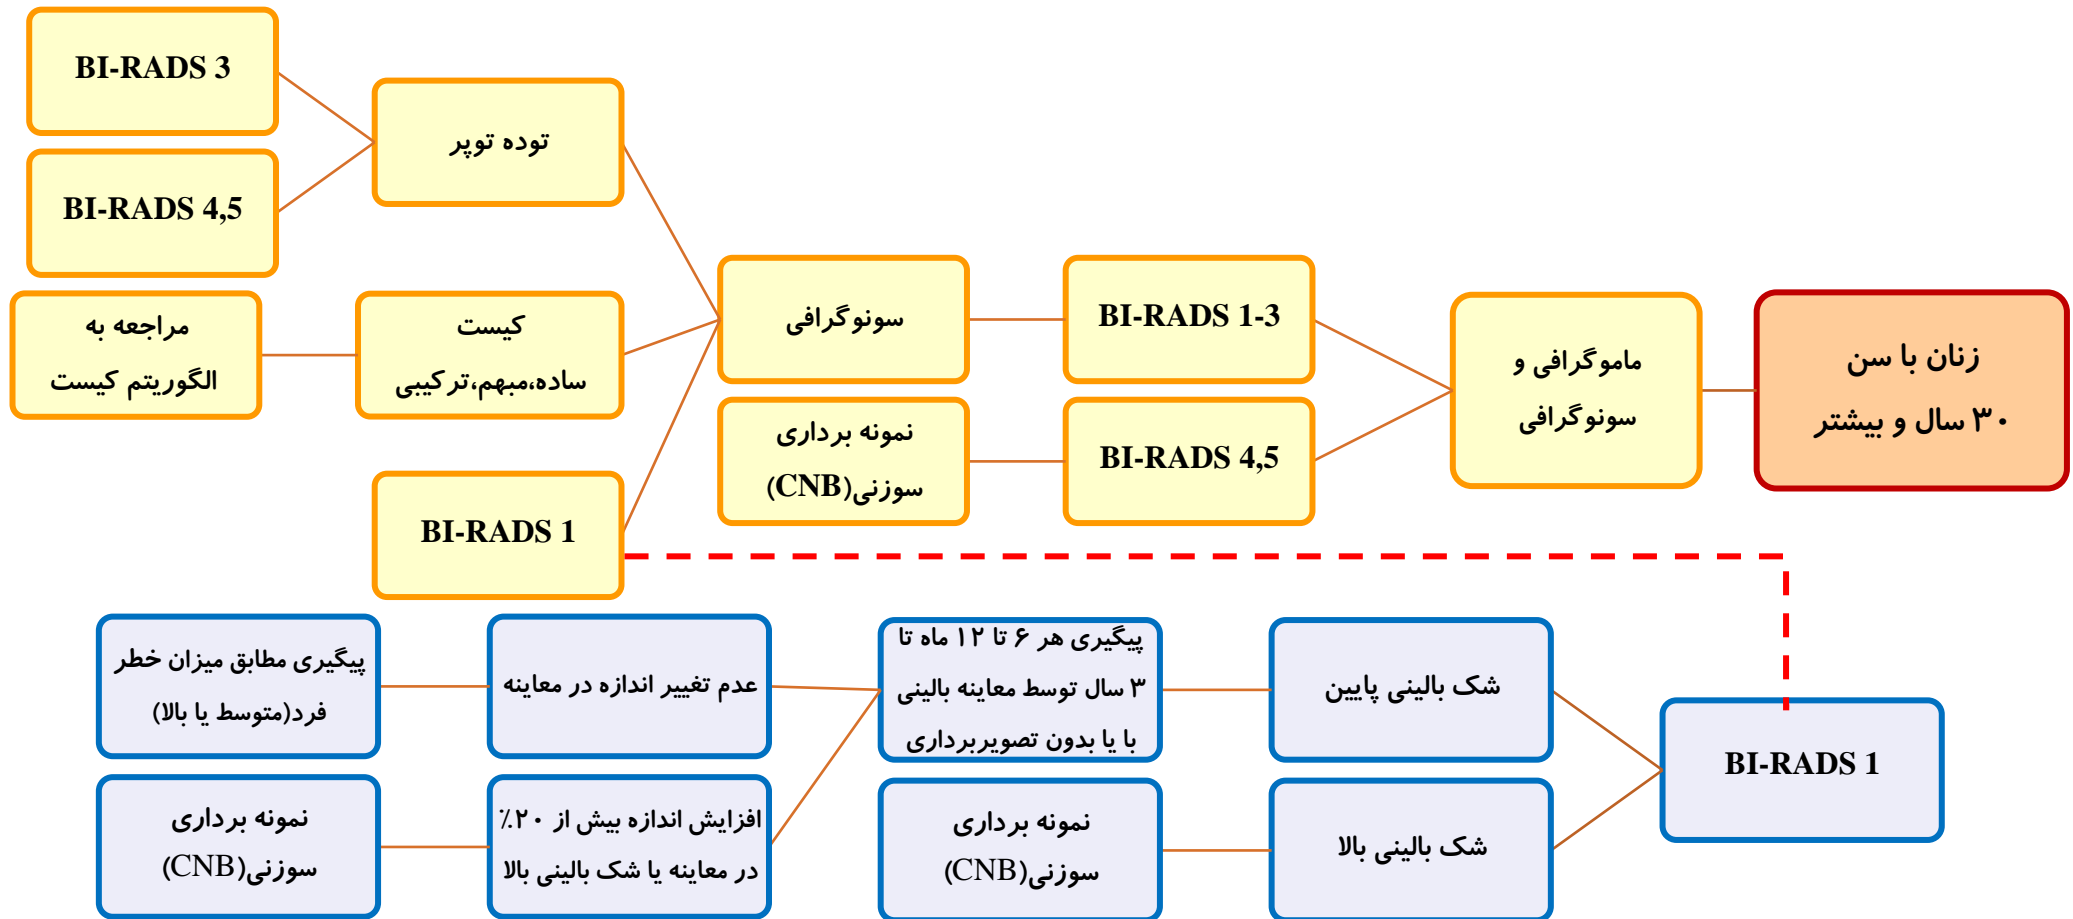 زنان با سن
۳۰ سال و بیشتر
ماموگرافی و
سونوگرافی
BI-RADS 1-3
BI-RADS 4,5
سونوگرافی
نمونه برداری
سوزنی(CNB)
توده توپر
کیست
ساده،مبهم،ترکیبی
BI-RADS 1
BI-RADS 3
BI-RADS 4,5
مراجعه به
الگوریتم کیست
BI-RADS 1
شک بالینی پایین
شک بالینی بالا
پیگیری هر ۶ تا ۱۲ ماه تا
۳ سال توسط معاینه بالینی
با یا بدون تصویربرداری
نمونه برداری
سوزنی(CNB)
عدم تغییر اندازه در معاینه
افزایش اندازه بیش از ۲۰٪
در معاینه یا شک بالینی بالا
پیگیری مطابق میزان خطر
فرد(متوسط یا بالا)
نمونه برداری
سوزنی(CNB)